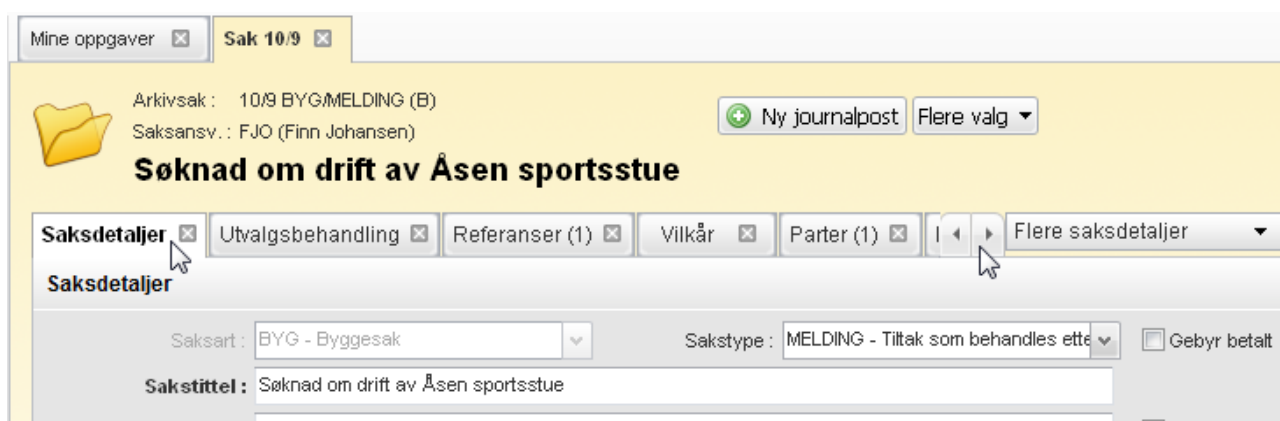 Mine oppgaver Sak 10/9
Arkivsak : 10/9 BYG/MELDING (B)
Ny journalpost Flere valg
Saksansv. : FJO (Finn Johansen)
Søknad om drift av Åsen sportsstue
Saksdetaljer Utvalgsbehandling Referanser (1) Vilkår Parter (1) Flere saksdetaljer
Saksdetaljer
Saksart : BYG - Byggesak Sakstype : MELDING - Tiltak som behandles ette Gebyr betalt
Sakstittel : Søknad om drift av Åsen sportsstue